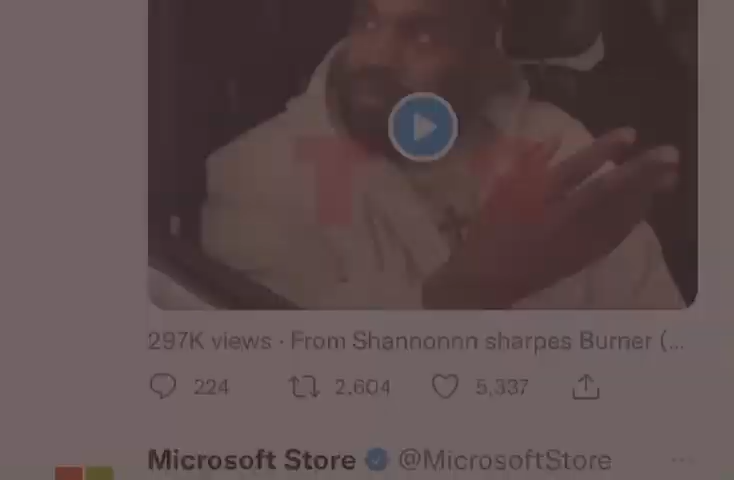 297K views · From Shannonnn sharpes Burner (...
224 2,604 5,337
Microsoft Store @MicrosoftStore